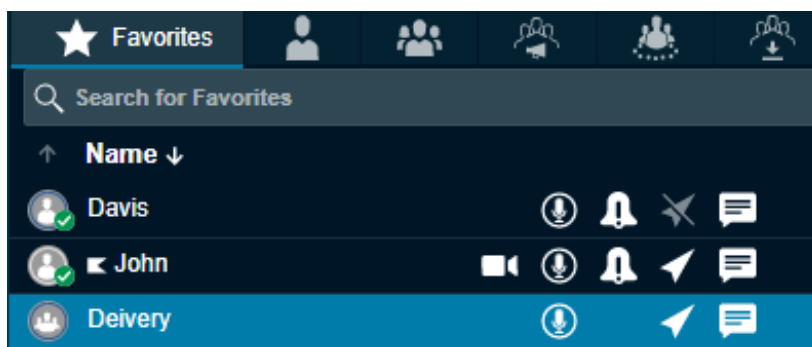 Favorites
Search for Favorites
Name
Davis
John
Deivery